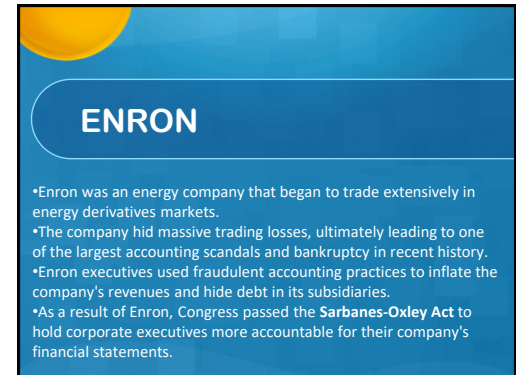 ENRON
•Enron was an energy company that began to trade extensively in
energy derivatives markets.
•The company hid massive trading losses, ultimately leading to one
of the largest accounting scandals and bankruptcy in recent history.
•Enron executives used fraudulent accounting practices to inflate the
company's revenues and hide debt in its subsidiaries.
•As a result of Enron, Congress passed the Sarbanes-Oxley Act to
hold corporate executives more accountable for their company's
financial statements.